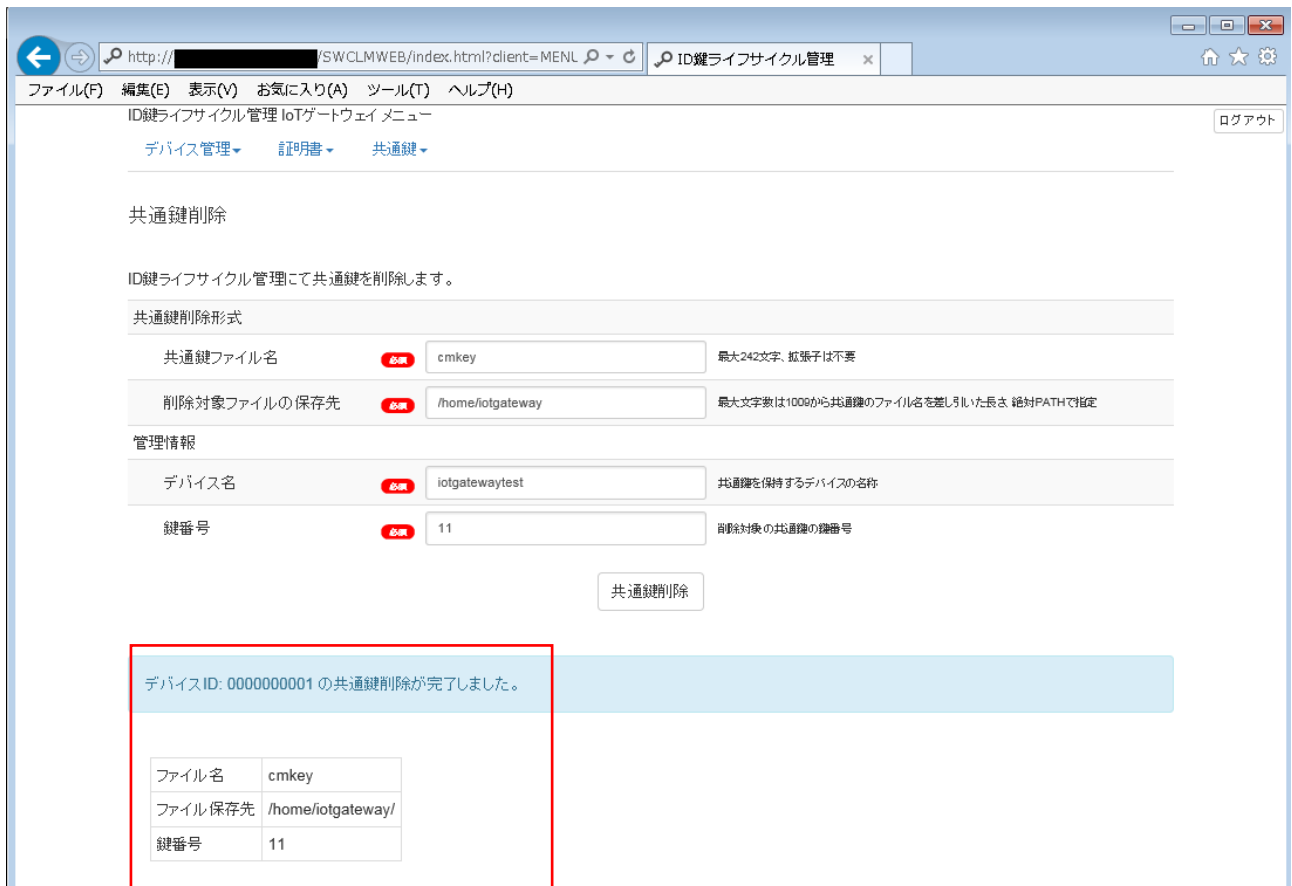 http:// /SWCLMWEB/index.html?client=MENU
ID鍵ライフサイクル管理
ファイル(F) 編集(E) 表示(V) お気に入り(A) ツール(T) ヘルプ(H)
ID鍵ライフサイクル管理 IoTゲートウェイ メニュー
ログアウト
デバイス管理 証明書 共通鍵
共通鍵削除
ID鍵ライフサイクル管理にて共通鍵を削除します。
共通鍵削除形式
共通鍵ファイル名 必須 cmkey 最大242文字、拡張子は不要
削除対象ファイルの保存先 必須 /home/iotgateway 最大文字数は1009から共通鍵のファイル名を差し引いた長さ 絶対PATHで指定
管理情報
デバイス名 必須 iotgatewaytest 共通鍵を保持するデバイスの名称
鍵番号 必須 11 削除対象の共通鍵の鍵番号
共通鍵削除
デバイスID: 0000000001 の共通鍵削除が完了しました。
ファイル名 cmkey
ファイル保存先 /home/iotgateway/
鍵番号 11